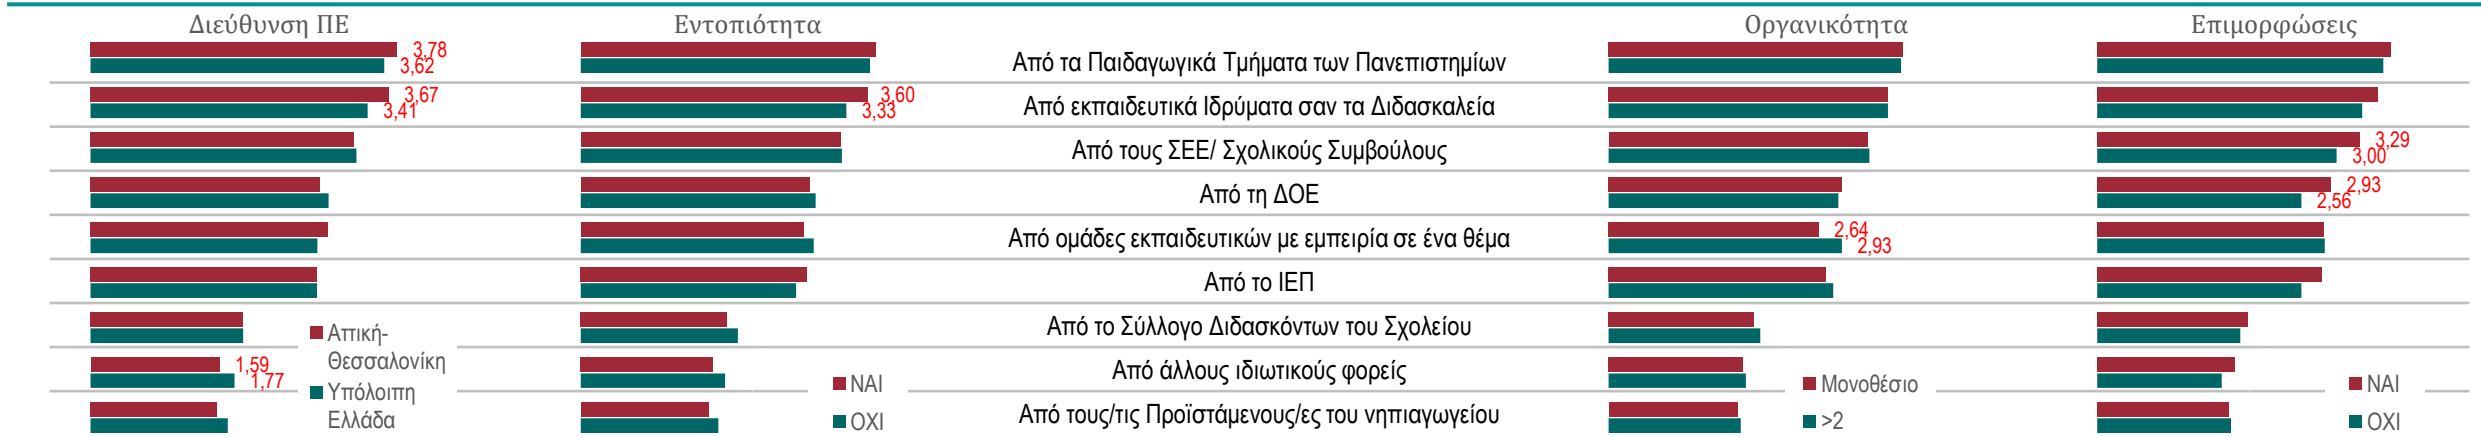 Διεύθυνση ΠΕ
Εντοπιότητα
Οργανικότητα
Επιμορφώσεις
3,78
3,62
Από τα Παιδαγωγικά Τμήματα των Πανεπιστημίων
3,67
3,41
3,60
3,33
Από εκπαιδευτικά Ιδρύματα σαν τα Διδασκαλεία
Από τους ΣΕΕ/ Σχολικούς Συμβούλους
3,29
3,00
Από τη ΔΟΕ
2,93
2,56
Από ομάδες εκπαιδευτικών με εμπειρία σε ένα θέμα
2,64
2,93
Από το ΙΕΠ
Από το Σύλλογο Διδασκόντων του Σχολείου
1,59
1,77
Από άλλους ιδιωτικούς φορείς
Από τους/τις Προϊστάμενους/ες του νηπιαγωγείου
Αττική-
Θεσσαλονίκη
Υπόλοιπη
Ελλάδα
ΝΑΙ
ΟΧΙ
Μονοθέσιο
>2
ΝΑΙ
ΟΧΙ